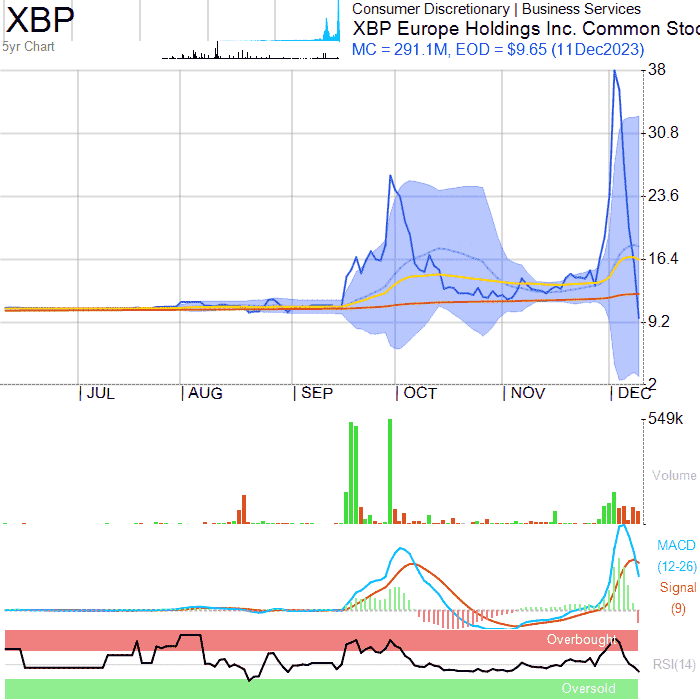 XBP
5yr Chart
Consumer Discretionary | Business Services
XBP Europe Holdings Inc. Common Stoc
MC = 291.1M, EOD = $9.65 (11Dec2023)
38
30.8
23.6
16.4
9.2
2
JUL AUG SEP OCT NOV DEC
549k
Volume
MACD
(12-26)
Signal
(9)
Overbought
RSI(14)
Oversold